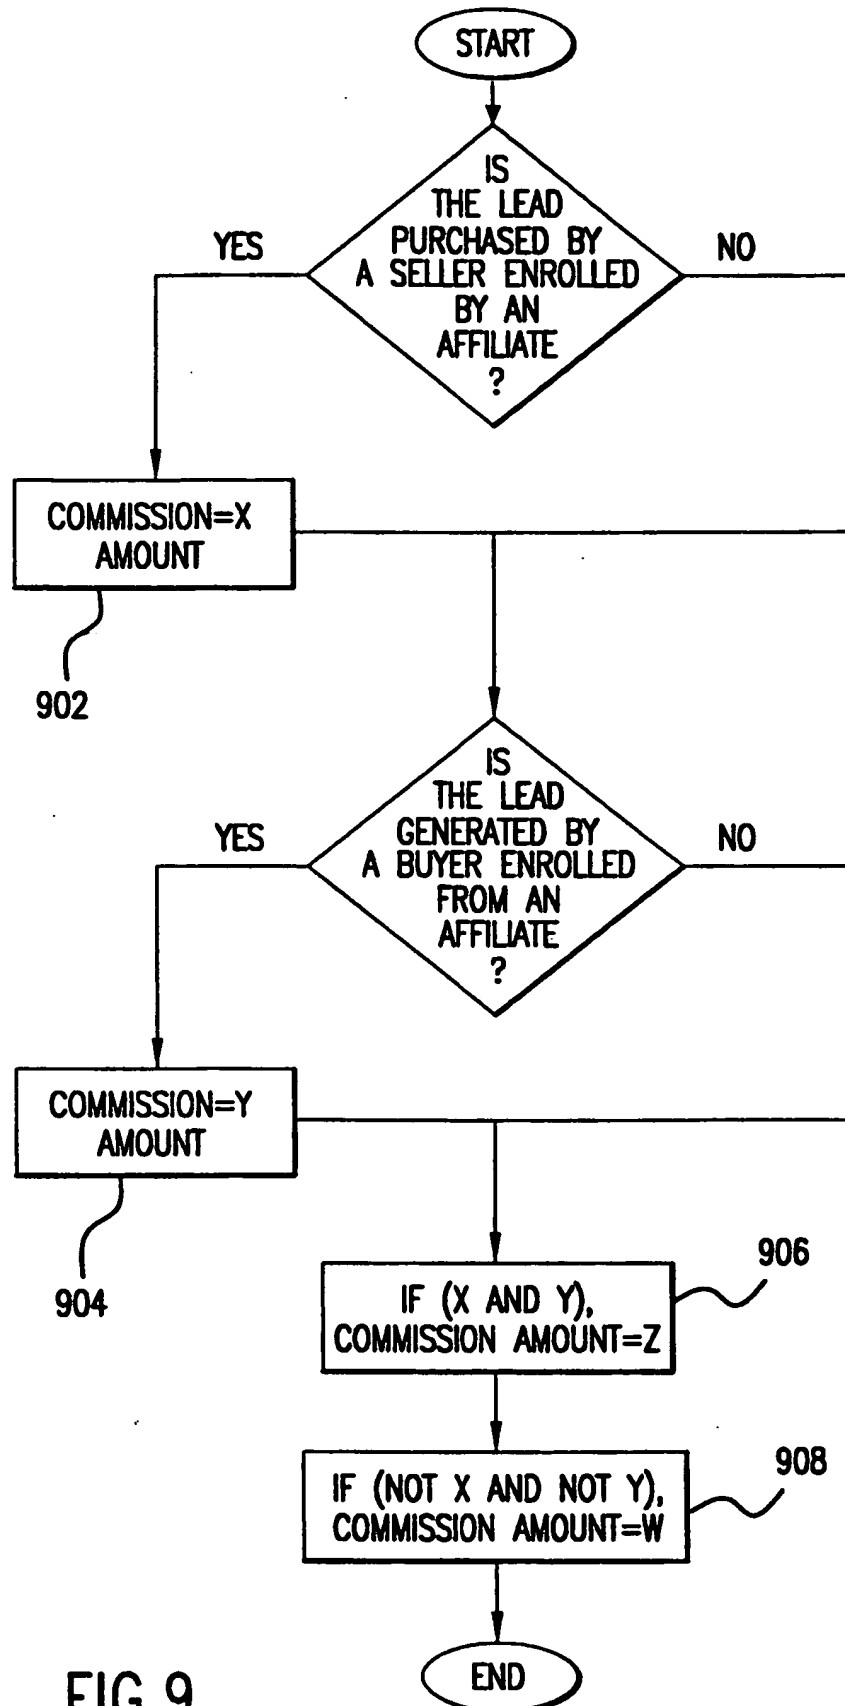 START
IS
THE LEAD
PURCHASED BY
A SELLER ENROLLED
BY AN
AFFILIATE
?
YES
NO
COMMISSION=X
AMOUNT
902
IS
THE LEAD
GENERATED BY
A BUYER ENROLLED
FROM AN
AFFILIATE
?
YES
NO
COMMISSION=Y
AMOUNT
904
IF (X AND Y),
COMMISSION AMOUNT=Z
906
IF (NOT X AND NOT Y),
COMMISSION AMOUNT=W
908
END
FIG.9